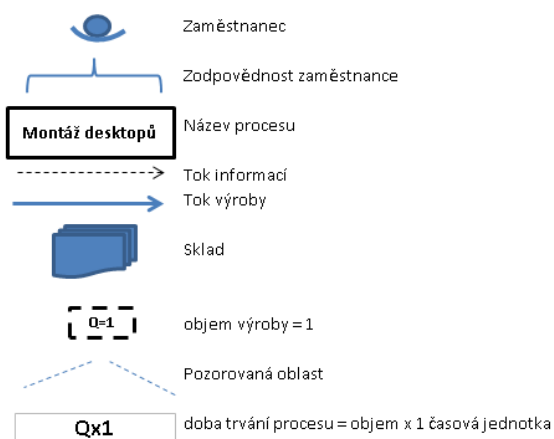 Zaměstnanec
Zodpovědnost zaměstnance
Montáž desktopů Název procesu
Tok informací
Tok výroby
Sklad
Q=1 objem výroby = 1
Pozorovaná oblast
Qx1 doba trvání procesu = objem x 1 časová jednotka